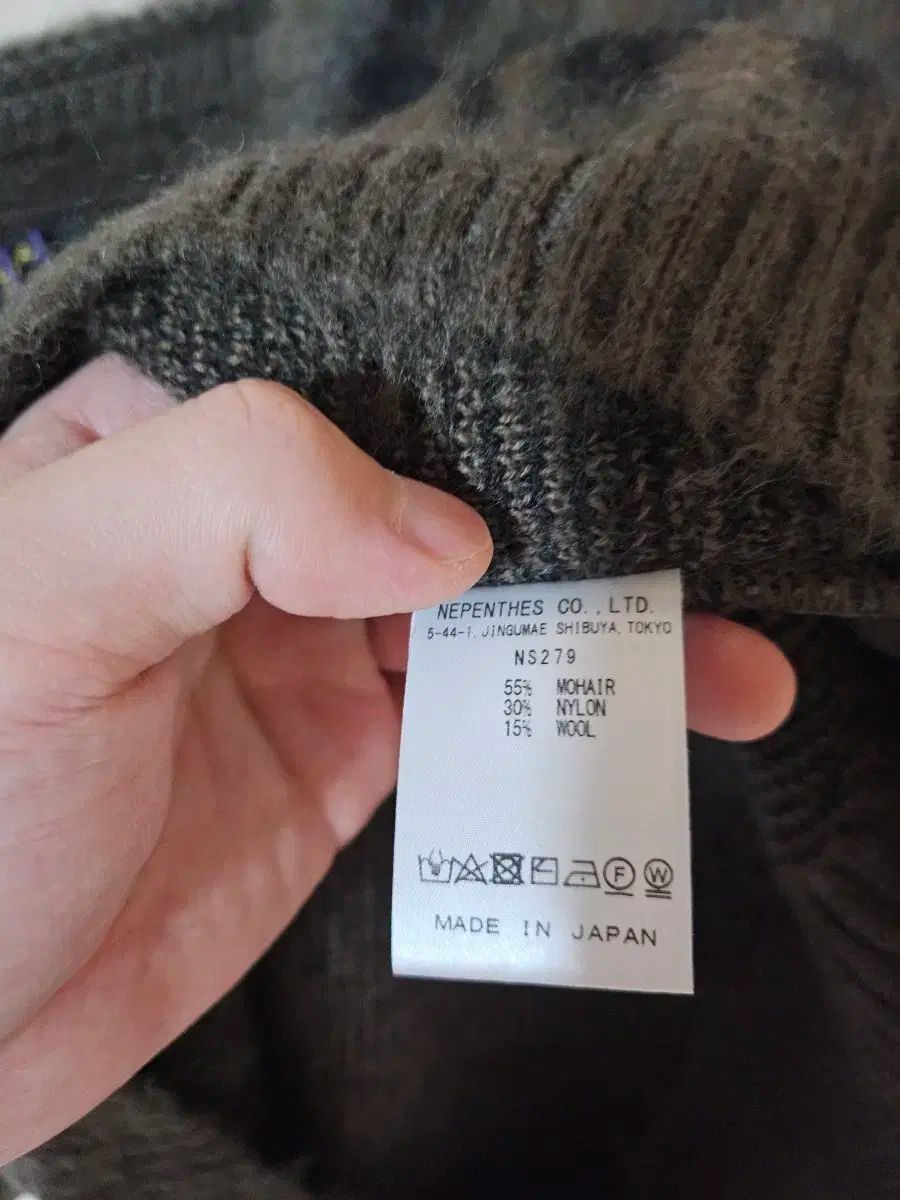 NEPENTHES CO.,LTD.
5-44-1, JINGUMAE SHIBUYA, TOKYO
NS279
55% MOHAIR
30% NYLON
15% WOOL
F W
MADE IN JAPAN